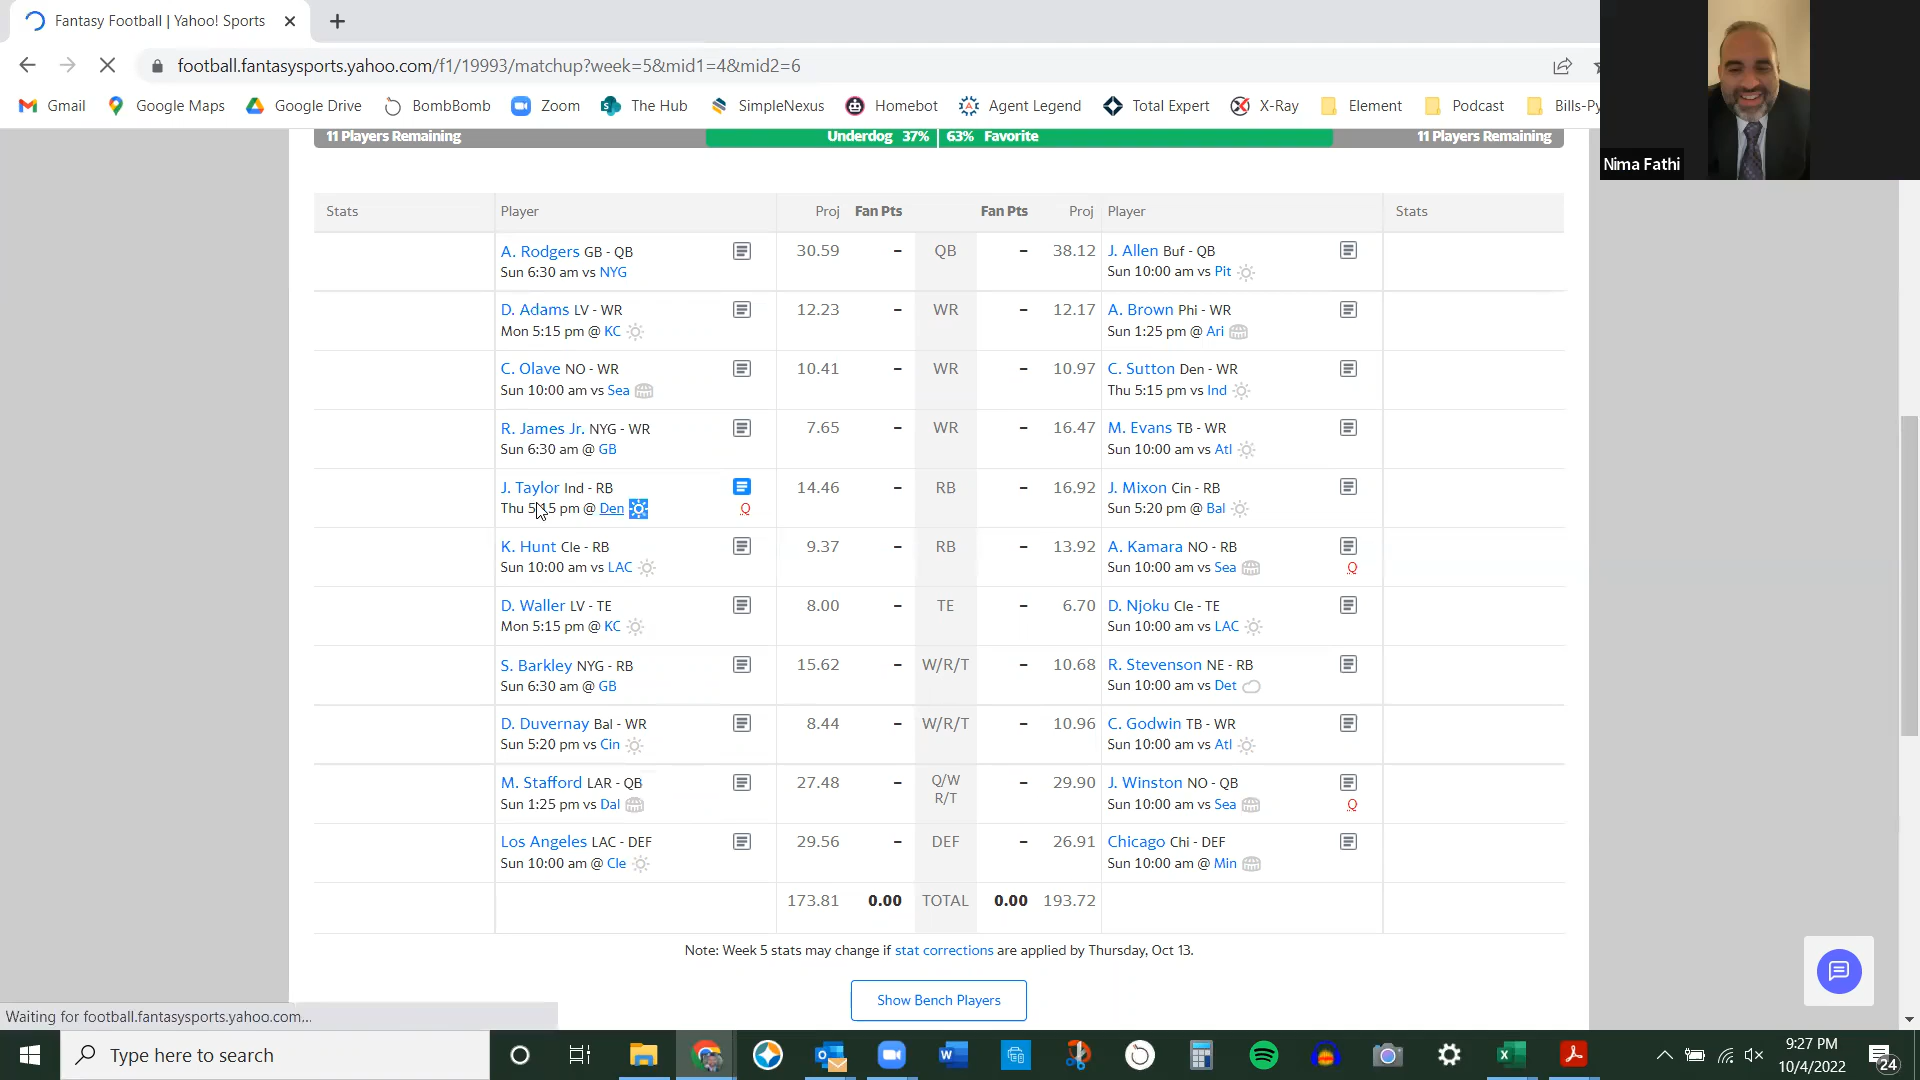 Fantasy Football | Yahoo! Sports
football.fantasysports.yahoo.com/f1/19993/matchup?week=5&mid1=4&mid2=6
Gmail Google Maps Google Drive BombBomb Zoom The Hub SimpleNexus Homebot Agent Legend Total Expert X-Ray Element Podcast Bills-Py
Nima Fathi
11 Players Remaining Underdog 37% 63% Favorite 11 Players Remaining
Stats Player Proj Fan Pts Fan Pts Proj Player Stats
A. Rodgers GB - QB 30.59 – QB – 38.12 J. Allen Buf - QB
Sun 6:30 am vs NYG Sun 10:00 am vs Pit
D. Adams LV - WR 12.23 – WR – 12.17 A. Brown Phi - WR
Mon 5:15 pm @ KC Sun 1:25 pm @ Ari
C. Olave NO - WR 10.41 – WR – 10.97 C. Sutton Den - WR
Sun 10:00 am vs Sea Thu 5:15 pm vs Ind
R. James Jr. NYG - WR 7.65 – WR – 16.47 M. Evans TB - WR
Sun 6:30 am @ GB Sun 10:00 am vs Atl
J. Taylor Ind - RB 14.46 – RB – 16.92 J. Mixon Cin - RB
Thu 5:15 pm @ Den Q Sun 5:20 pm @ Bal
K. Hunt Cle - RB 9.37 – RB – 13.92 A. Kamara NO - RB
Sun 10:00 am vs LAC Sun 10:00 am vs Sea Q
D. Waller LV - TE 8.00 – TE – 6.70 D. Njoku Cle - TE
Mon 5:15 pm @ KC Sun 10:00 am vs LAC
S. Barkley NYG - RB 15.62 – W/R/T – 10.68 R. Stevenson NE - RB
Sun 6:30 am @ GB Sun 10:00 am vs Det
D. Duvernay Bal - WR 8.44 – W/R/T – 10.96 C. Godwin TB - WR
Sun 5:20 pm vs Cin Sun 10:00 am vs Atl
M. Stafford LAR - QB 27.48 – Q/W R/T – 29.90 J. Winston NO - QB
Sun 1:25 pm vs Dal Sun 10:00 am vs Sea Q
Los Angeles LAC - DEF 29.56 – DEF – 26.91 Chicago Chi - DEF
Sun 10:00 am @ Cle Sun 10:00 am @ Min
173.81 0.00 TOTAL 0.00 193.72
Note: Week 5 stats may change if stat corrections are applied by Thursday, Oct 13.
Show Bench Players
Waiting for football.fantasysports.yahoo.com...
Type here to search
9:27 PM
10/4/2022
24